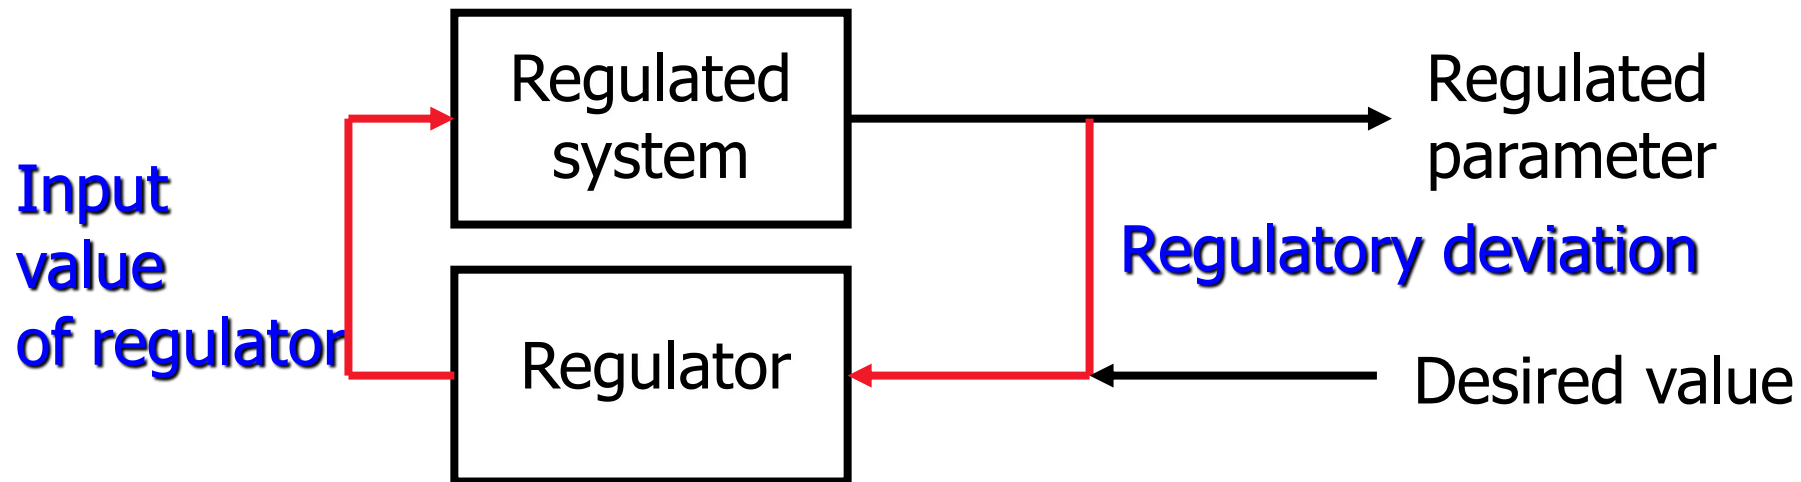 Regulated
system
Regulated
parameter
Input
value
of regulator
Regulatory deviation
Regulator
Desired value